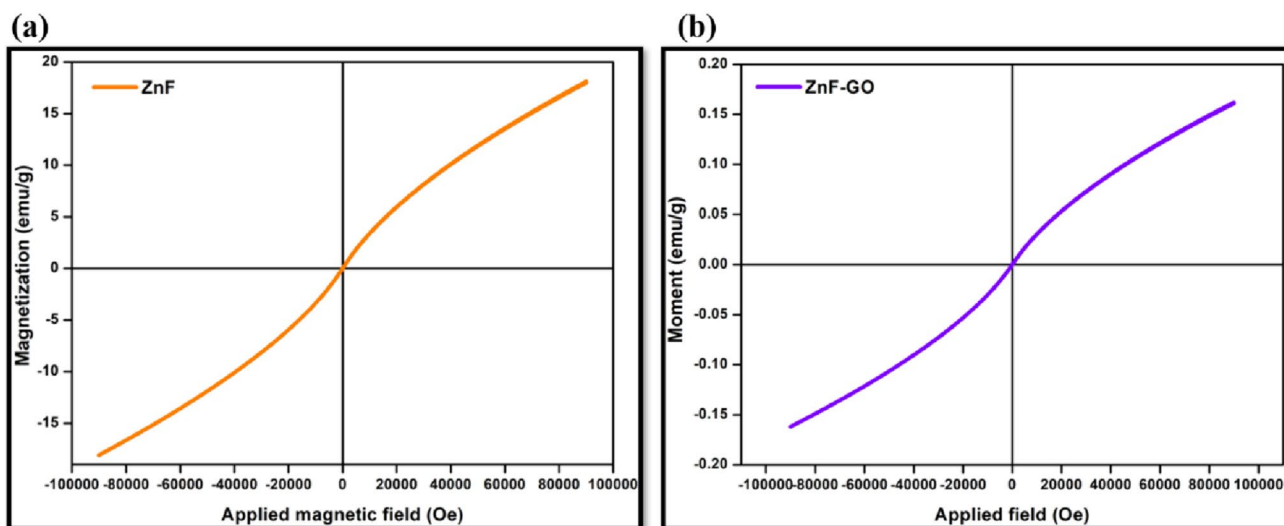 (a)
ZnF
Magnetization (emu/g)
20
15
10
5
0
-5
-10
-15
-100000 -80000 -60000 -40000 -20000 0 20000 40000 60000 80000 100000
Applied magnetic field (Oe)
(b)
ZnF-GO
Moment (emu/g)
0.20
0.15
0.10
0.05
0.00
-0.05
-0.10
-0.15
-0.20
-100000-80000 -60000 -40000 -20000 0 20000 40000 60000 80000 100000
Applied field (Oe)